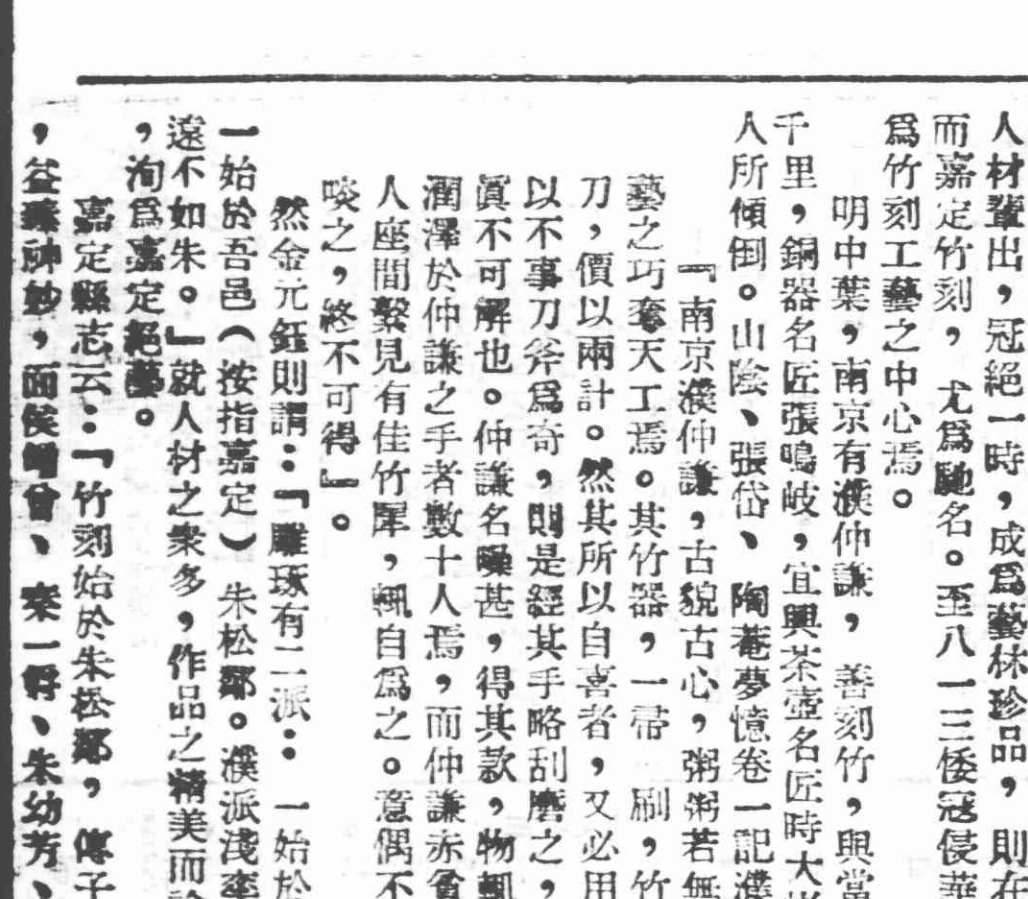 人材輩出，冠絕一時，成爲藝林珍品，則在
而嘉定竹刻，尤爲馳名。至八一三倭冦侵華
爲竹刻工藝之中心焉。
明中葉，南京有濮仲謙，善刻竹，與當
千里，銅器名匠張鳴岐，宜興茶壺名匠時大
人所傾倒。山陰、張岱、陶菴夢憶卷一記濮
『南京濮仲謙，古貌古心，粥粥若無
藝之巧奪天工焉。其竹器，一帚一刷，竹
刀，價以兩計。然其所以自喜者，又必用
以不事刀斧爲奇，則是經其手略刮磨之，
眞不可解也。仲謙名噪甚，得其款，物輒
潤澤於仲謙之手者數十人焉，而仲謙赤貧
人座間繫見有佳竹犀，輒自爲之。意偶不
啖之，終不可得』。
然金元鈺則謂：『雕琢有二派：一始於
一始於吾邑（按指嘉定）朱松鄰。濮派淺率
遠不如朱。』就人材之衆多，作品之精美而論
，洵爲嘉定絕藝。
嘉定縣志云：『竹刻始於朱松鄰，傳子
，益臻神妙，面侯崤曾、秦一爵、朱幼芳、